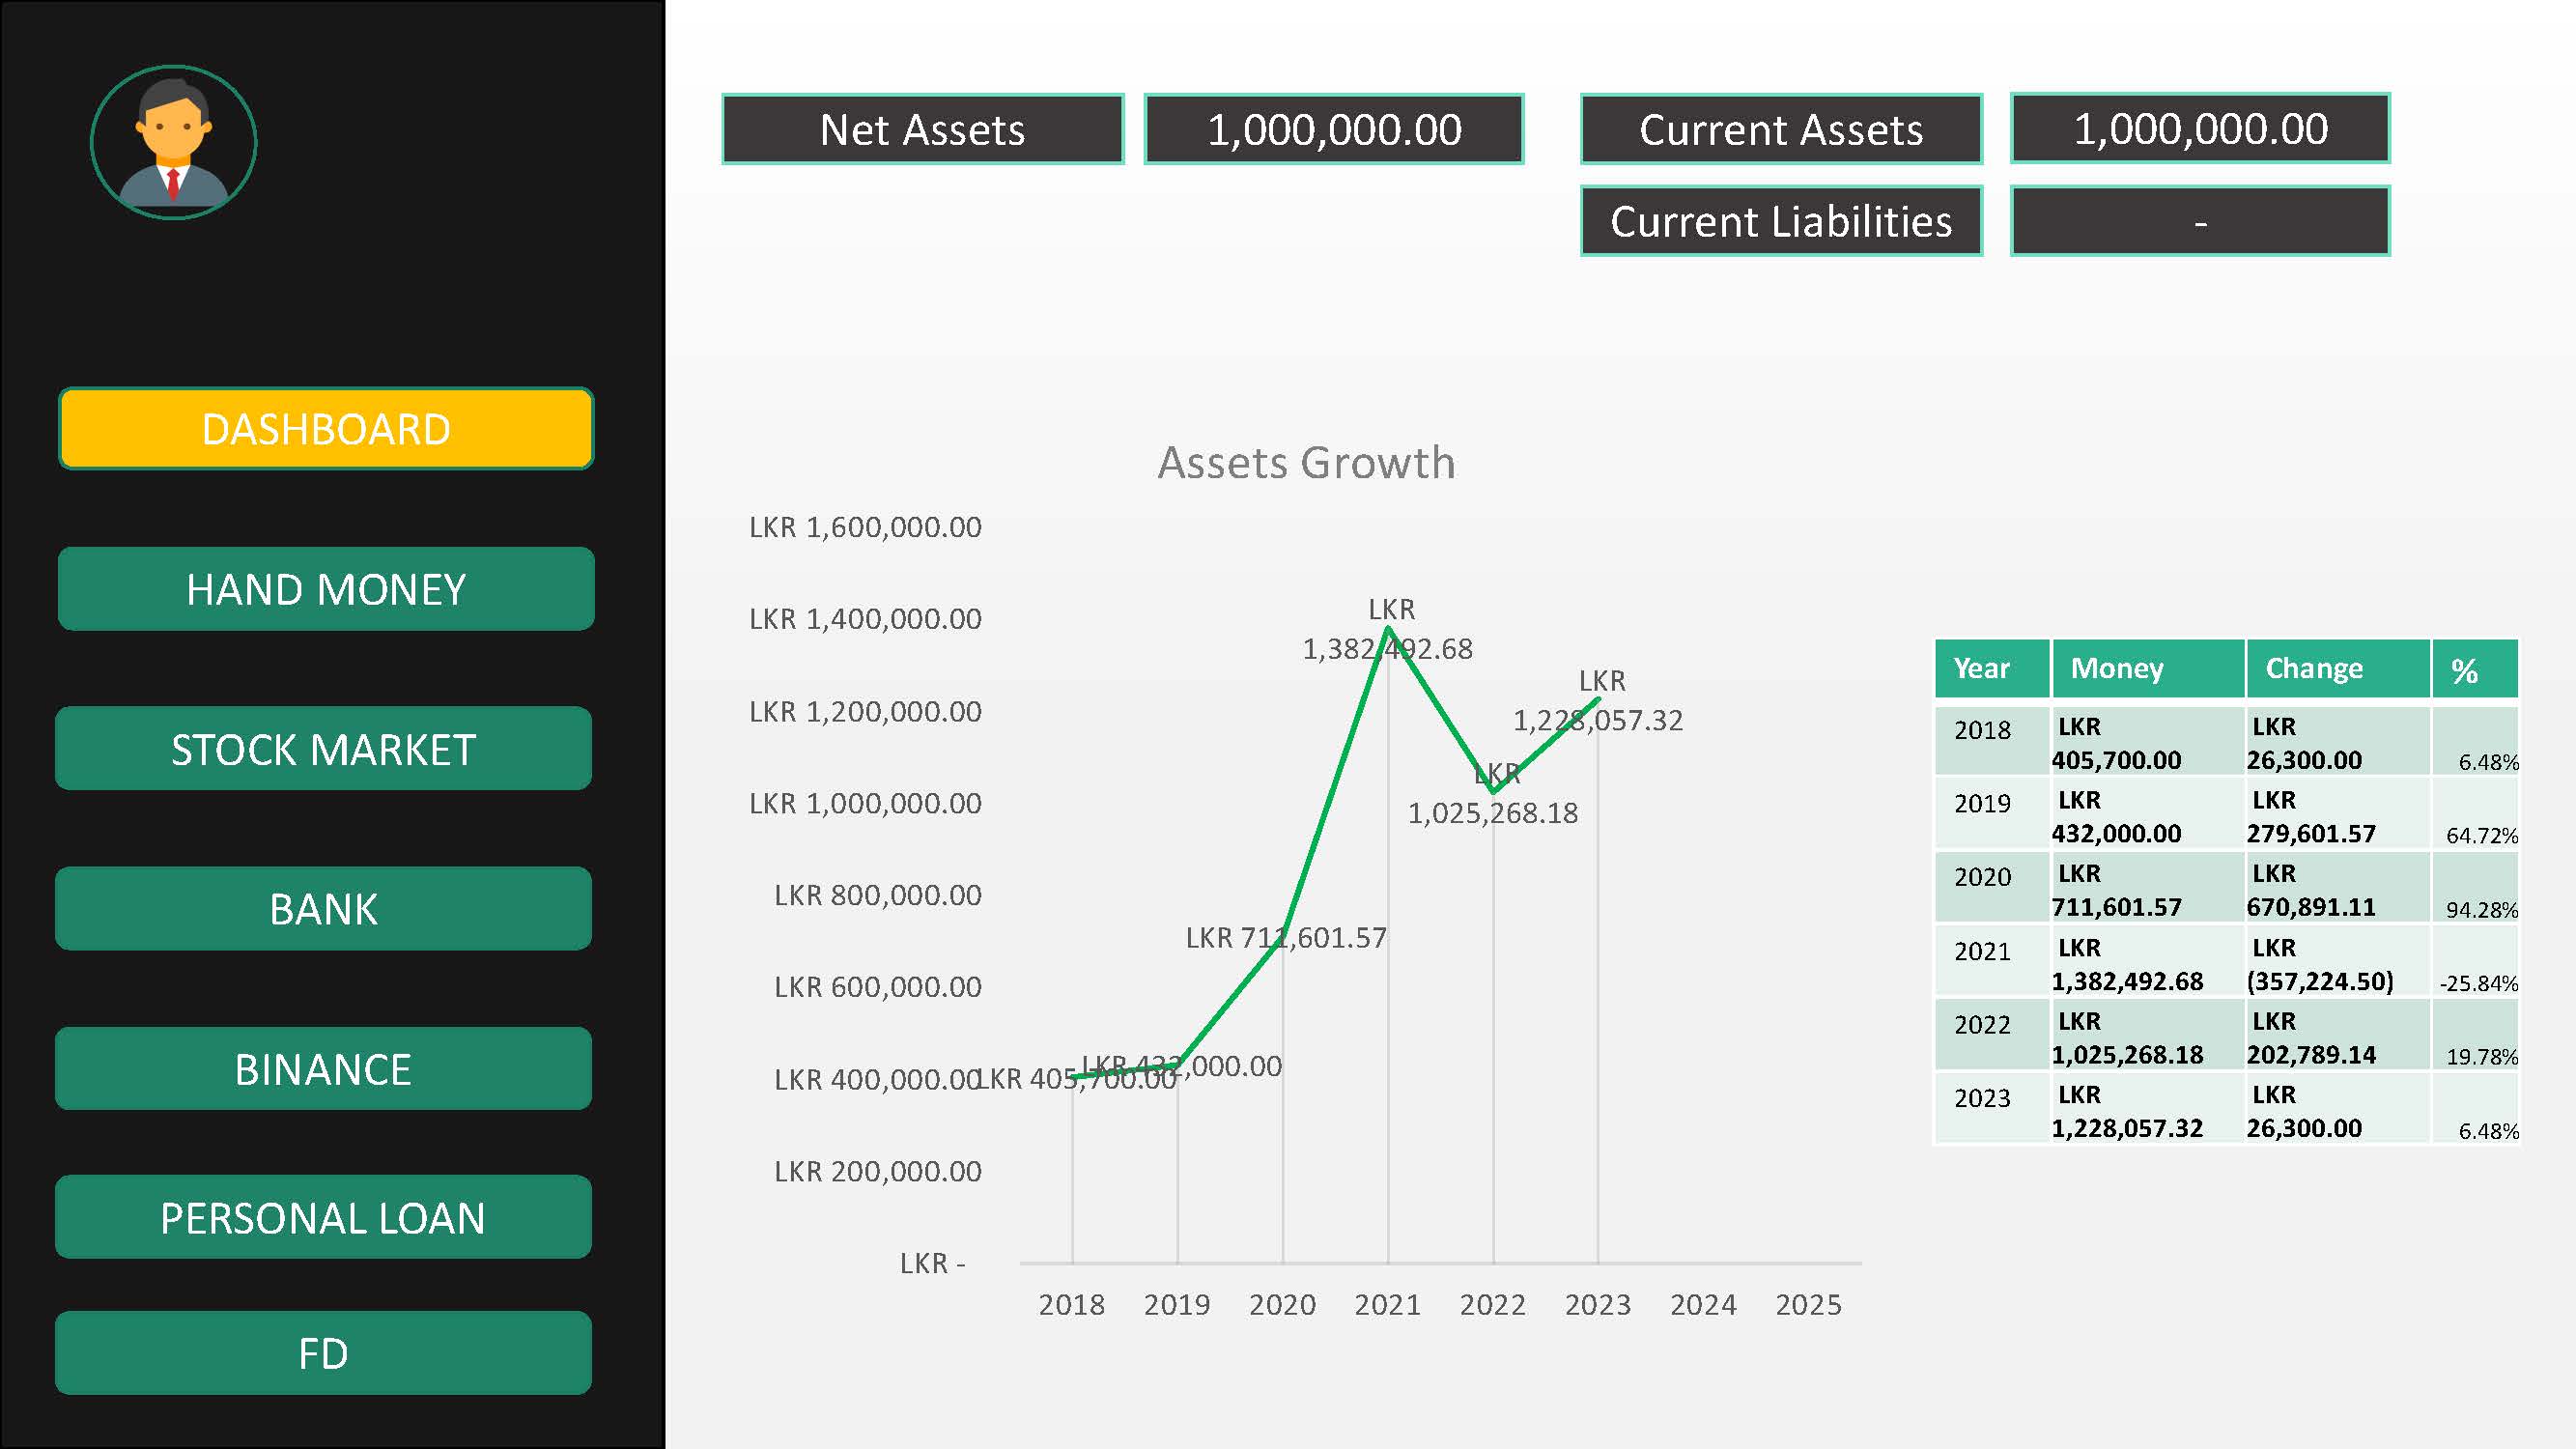 Net Assets
1,000,000.00
Current Assets
1,000,000.00
Current Liabilities
-
DASHBOARD
HAND MONEY
STOCK MARKET
BANK
BINANCE
PERSONAL LOAN
FD
Assets Growth
LKR 1,600,000.00
LKR 1,400,000.00
LKR 1,200,000.00
LKR 1,000,000.00
LKR 800,000.00
LKR 600,000.00
LKR 400,000.00
LKR 200,000.00
LKR -
LKR 405,700.00
LKR 432,000.00
LKR 711,601.57
LKR
1,382,492.68
LKR
1,025,268.18
LKR
1,228,057.32
2018 2019 2020 2021 2022 2023 2024 2025
Year Money Change %
2018 LKR LKR
405,700.00 26,300.00 6.48%
2019 LKR LKR
432,000.00 279,601.57 64.72%
2020 LKR LKR
711,601.57 670,891.11 94.28%
2021 LKR LKR
1,382,492.68 (357,224.50) -25.84%
2022 LKR LKR
1,025,268.18 202,789.14 19.78%
2023 LKR LKR
1,228,057.32 26,300.00 6.48%